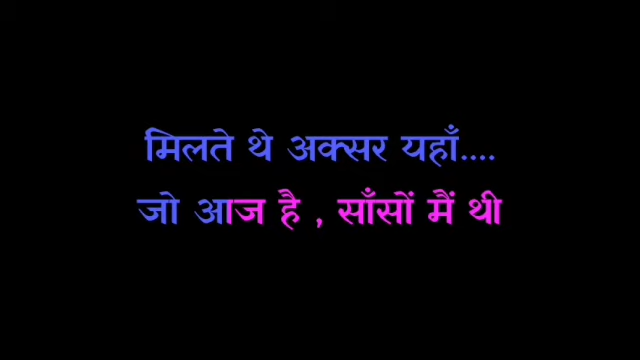 मिलते थे अक्सर यहाँ....
जो आज है , साँसों मैं थी